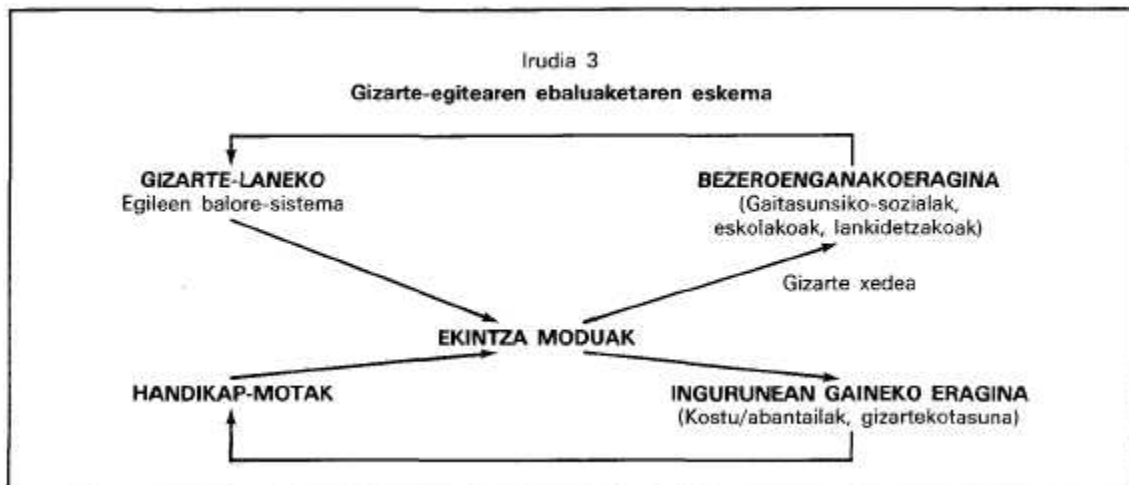 Irudia 3
Gizarte-egitearen ebaluaketaren eskema
GIZARTE-LANEKO
Egileen balore-sistema
BEZEROENGANAKOERAGINA
(Gaitasunsiko-sozialak,
eskolakoak, lankidetzakoak)
Gizarte xedea
EKINTZA MODUAK
HANDIKAP-MOTAK
INGURUNEAN GAINEKO ERAGINA
(Kostu/abantailak, gizartekotasuna)